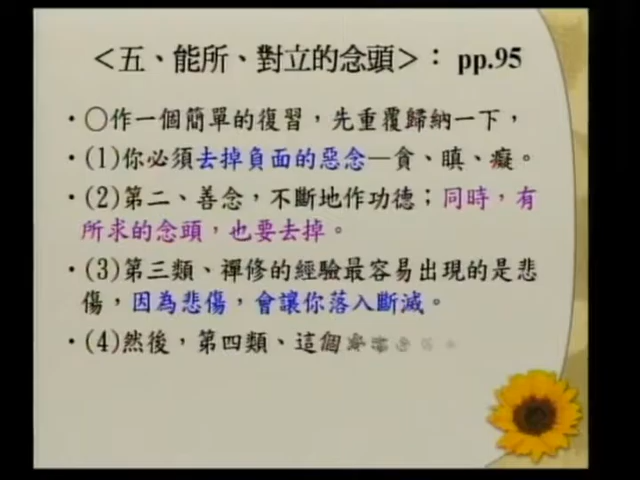 <五、能所、對立的念頭>： pp.95
·○作一個簡單的復習，先重覆歸納一下，
·(1)你必須去掉負面的惡念—貪、瞋、癡。
·(2)第二、善念，不斷地作功德；同時，有
所求的念頭，也要去掉。
·(3)第三類、禪修的經驗最容易出現的是悲
傷，因為悲傷，會讓你落入斷滅。
·(4)然後，第四類、這個